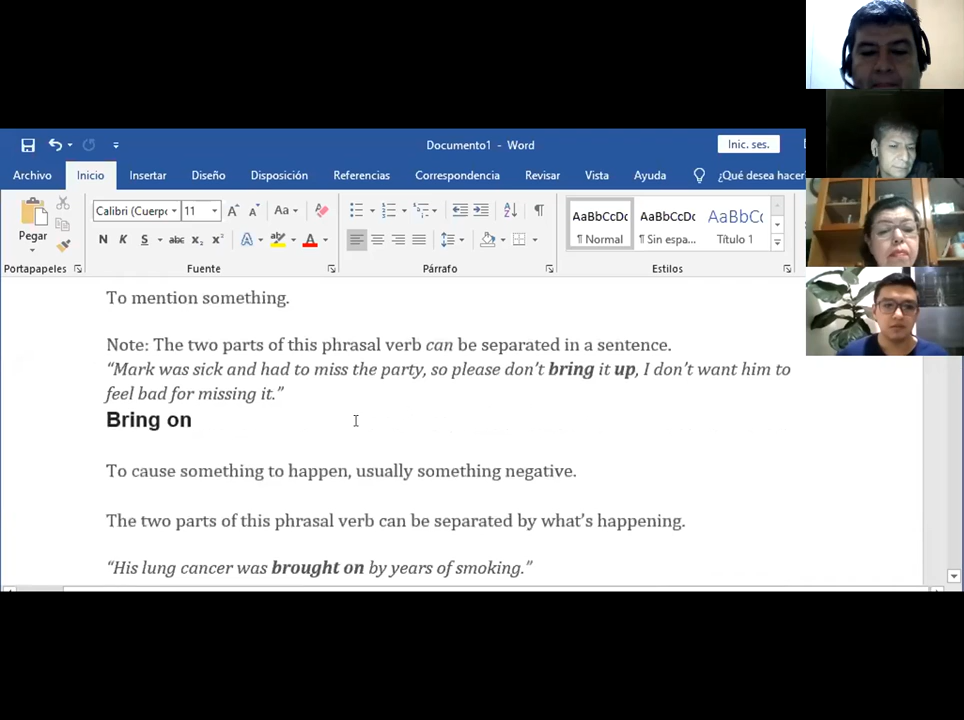 Documento1 - Word
Inic. ses.
Archivo Inicio Insertar Diseño Disposición Referencias Correspondencia Revisar Vista Ayuda ¿Qué desea hacer?
Calibri (Cuerpo 11 A A Aa
AaBbCcDc AaBbCcDc AaBbCc
Pegar
N K S abc x₂ x² A A
¶ Normal ¶ Sin espa... Título 1
Portapapeles Fuente Párrafo Estilos
To mention something.
Note: The two parts of this phrasal verb can be separated in a sentence.
“Mark was sick and had to miss the party, so please don’t bring it up, I don’t want him to
feel bad for missing it.”
Bring on
To cause something to happen, usually something negative.
The two parts of this phrasal verb can be separated by what’s happening.
“His lung cancer was brought on by years of smoking.”